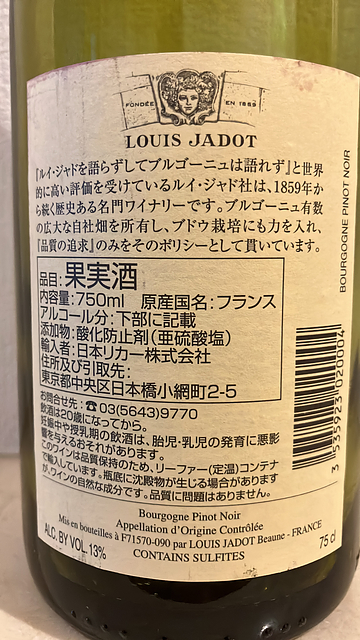 FONDÉE EN 1859
LOUIS JADOT
『ルイ・ジャドを語らずしてブルゴーニュは語れず』と世界
的に高い評価を受けているルイ・ジャド社は、1859年か
ら続く歴史ある名門ワイナリーです。ブルゴーニュ有数
の広大な自社畑を所有し、ブドウ栽培にも力を入れ、
『品質の追求』のみをそのポリシーとして貫いています。
品目:果実酒
内容量:750ml 原産国名:フランス
アルコール分:下部に記載
添加物:酸化防止剤(亜硫酸塩)
輸入者:日本リカー株式会社
住所及び引取先:
東京都中央区日本橋小網町2-5
お問合せ先:☎03(5643)9770
飲酒は20歳になってから。
妊娠中や授乳期の飲酒は、胎児・乳児の発育に悪影
響を与えるおそれがあります。
このワインは品質保持のため、リーファー(定温)コンテナ
で輸入しています。瓶底に沈殿物が生じる場合があります
が、ワインの自然な成分です。品質に問題はありません。
Bourgogne Pinot Noir
Appellation d'Origine Contrôlée
Mis en bouteilles à F71570-090 par LOUIS JADOT Beaune - FRANCE
ALC. BY VOL. 13%
CONTAINS SULFITES
75 cl
BOURGOGNE PINOT NOIR
3 535923 020004